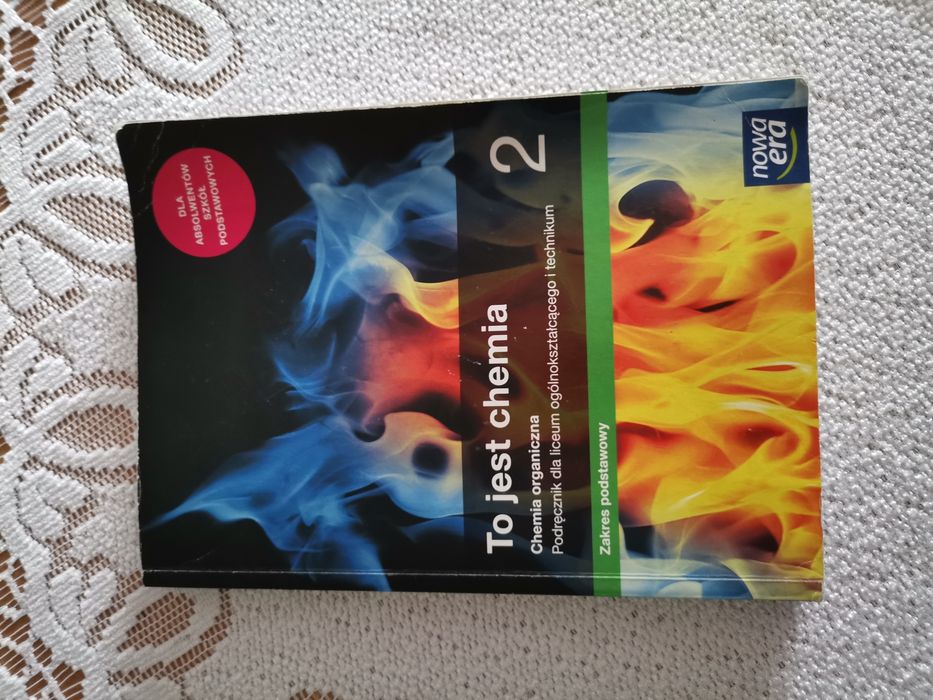 DLA
ABSOLWENTÓW
SZKÓŁ
PODSTAWOWYCH
To jest chemia 2
Chemia organiczna
Podręcznik dla liceum ogólnokształcącego i technikum
Zakres podstawowy
nowa
era